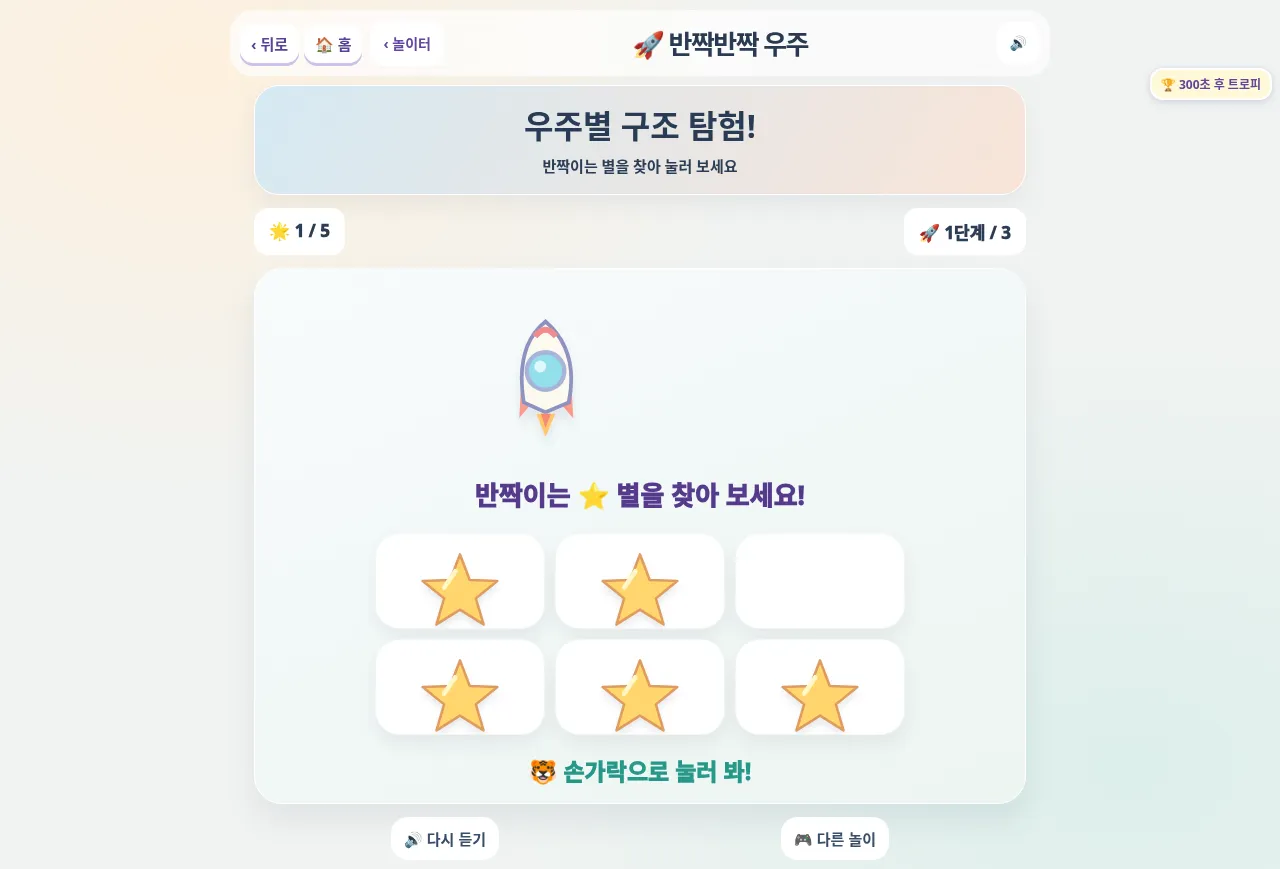 ‹ 뒤로
🏠 홈
‹ 놀이터
🚀 반짝반짝 우주
🔊
🏆 300초 후 트로피
우주별 구조 탐험!
반짝이는 별을 찾아 눌러 보세요
🌟 1 / 5
🚀 1단계 / 3
반짝이는 ⭐ 별을 찾아 보세요!
🐯 손가락으로 눌러 봐!
🔊 다시 듣기
🎮 다른 놀이